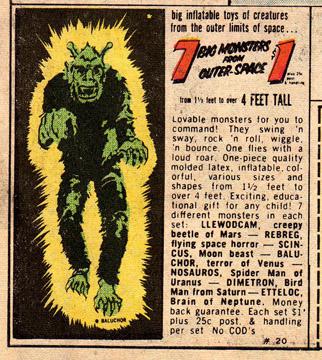 big inflatable toys of creatures
from the outer limits of space...
7 BIG MONSTERS
FROM
OUTER-SPACE
$1
plus 25¢
post
& handling
from 1½ feet to over 4 FEET TALL
Lovable monsters for you to
command! They swing 'n
sway, rock 'n roll, wiggle,
'n bounce. One flies with a
loud roar. One-piece quality
molded latex, inflatable, col-
orful, various sizes and
shapes from 1½ feet to
over 4 feet. Exciting, educa-
tional gift for any child! 7
different monsters in each
set: LLEWODCAM, creepy
beetle of Mars — REBREG,
flying space horror — SCIN-
CUS, Moon beast — BALU-
CHOR, terror of Venus —
NOSAUROS, Spider Man of
Uranus — DIMETRON, Bird
Man from Saturn — ETTELOC,
Brain of Neptune. Money
back guarantee. Each set $1
plus 25c post. & handling
per set No COD's
# 20
BALUCHOR